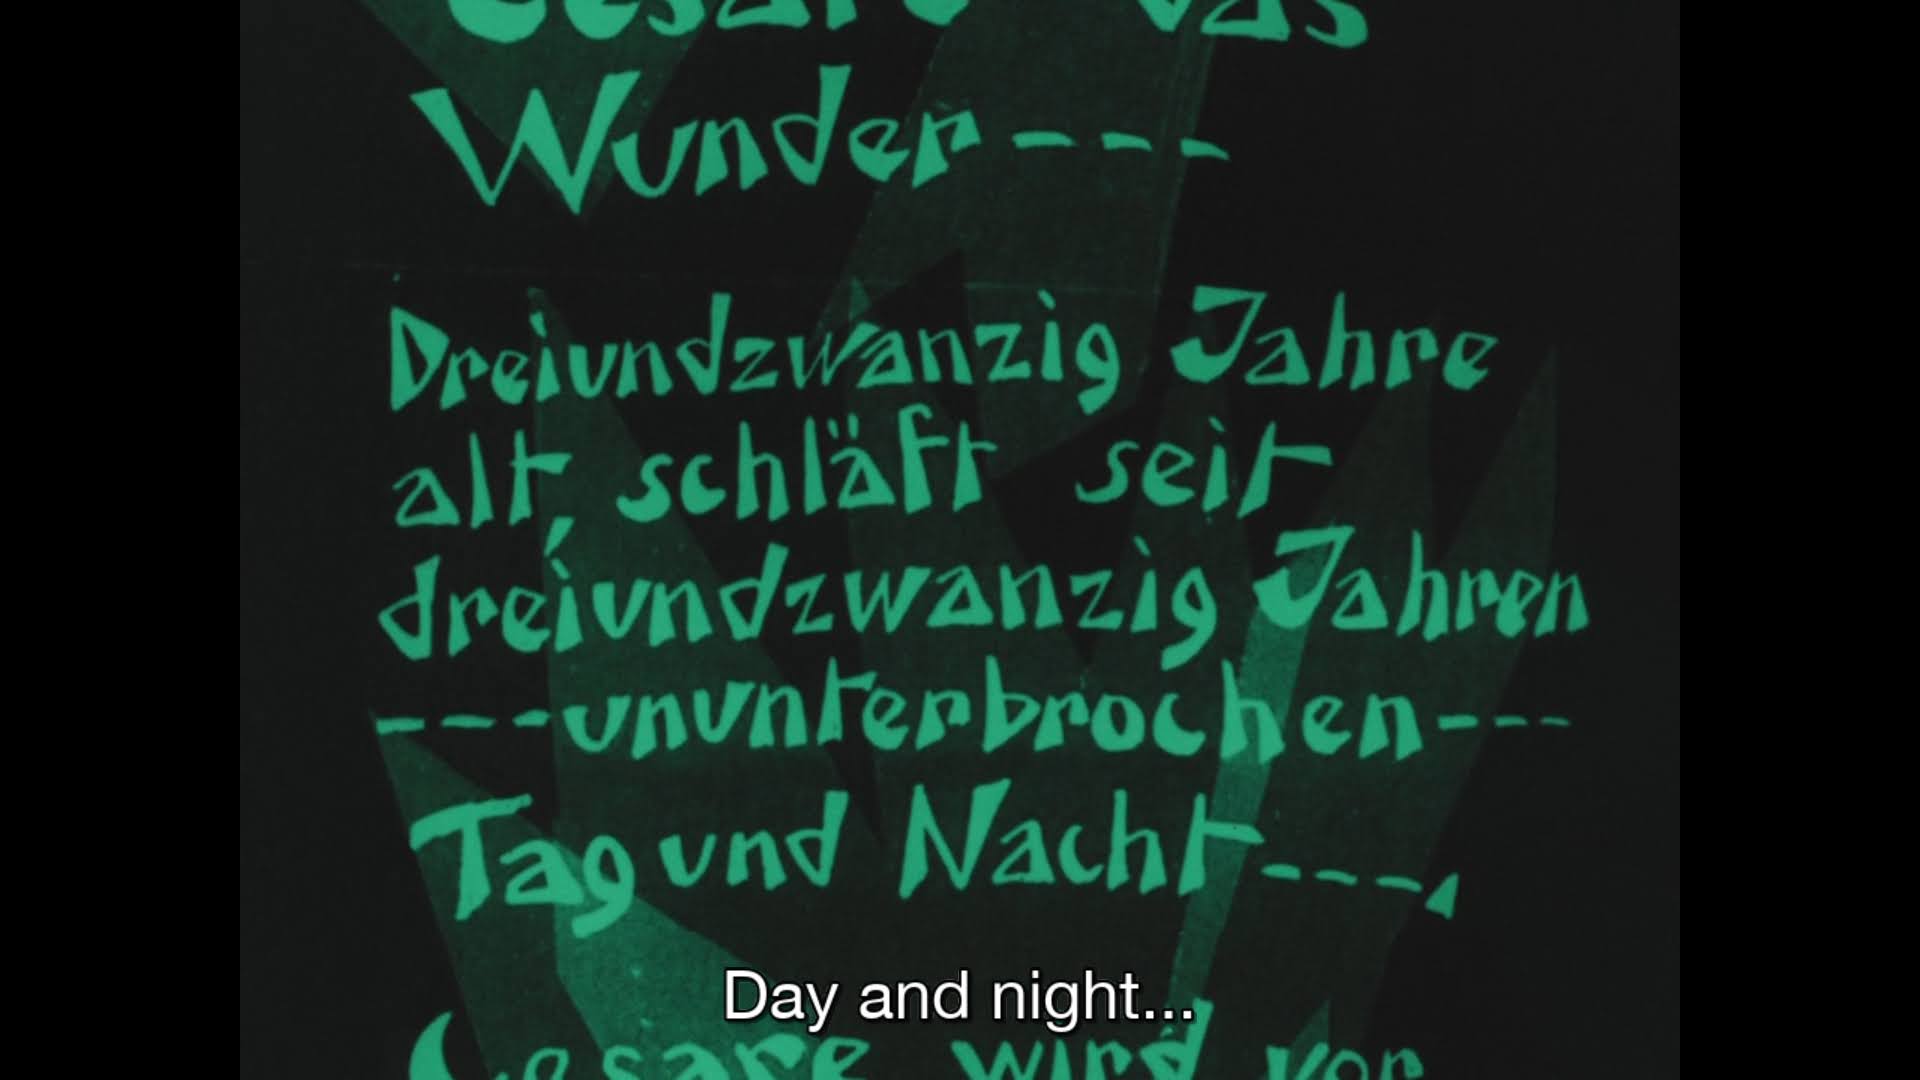 Cesare das
Wunder - - -
Dreiundzwanzig Jahre
alt, schläft seit
dreiundzwanzig Jahren
- - - ununterbrochen - - -
Tag und Nacht - - - ,
Day and night...
Cesare wird vor